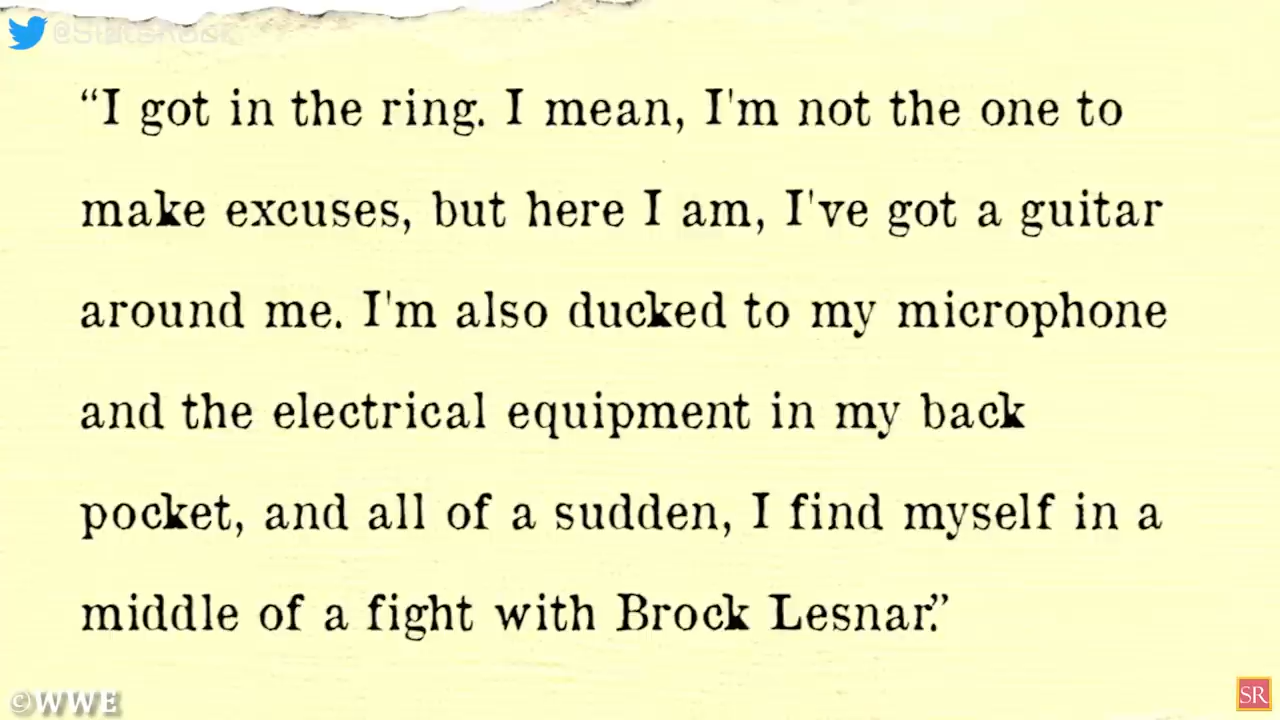 “I got in the ring. I mean, I'm not the one to
make excuses, but here I am, I've got a guitar
around me. I'm also ducked to my microphone
and the electrical equipment in my back
pocket, and all of a sudden, I find myself in a
middle of a fight with Brock Lesnar.”
©WWE
SR